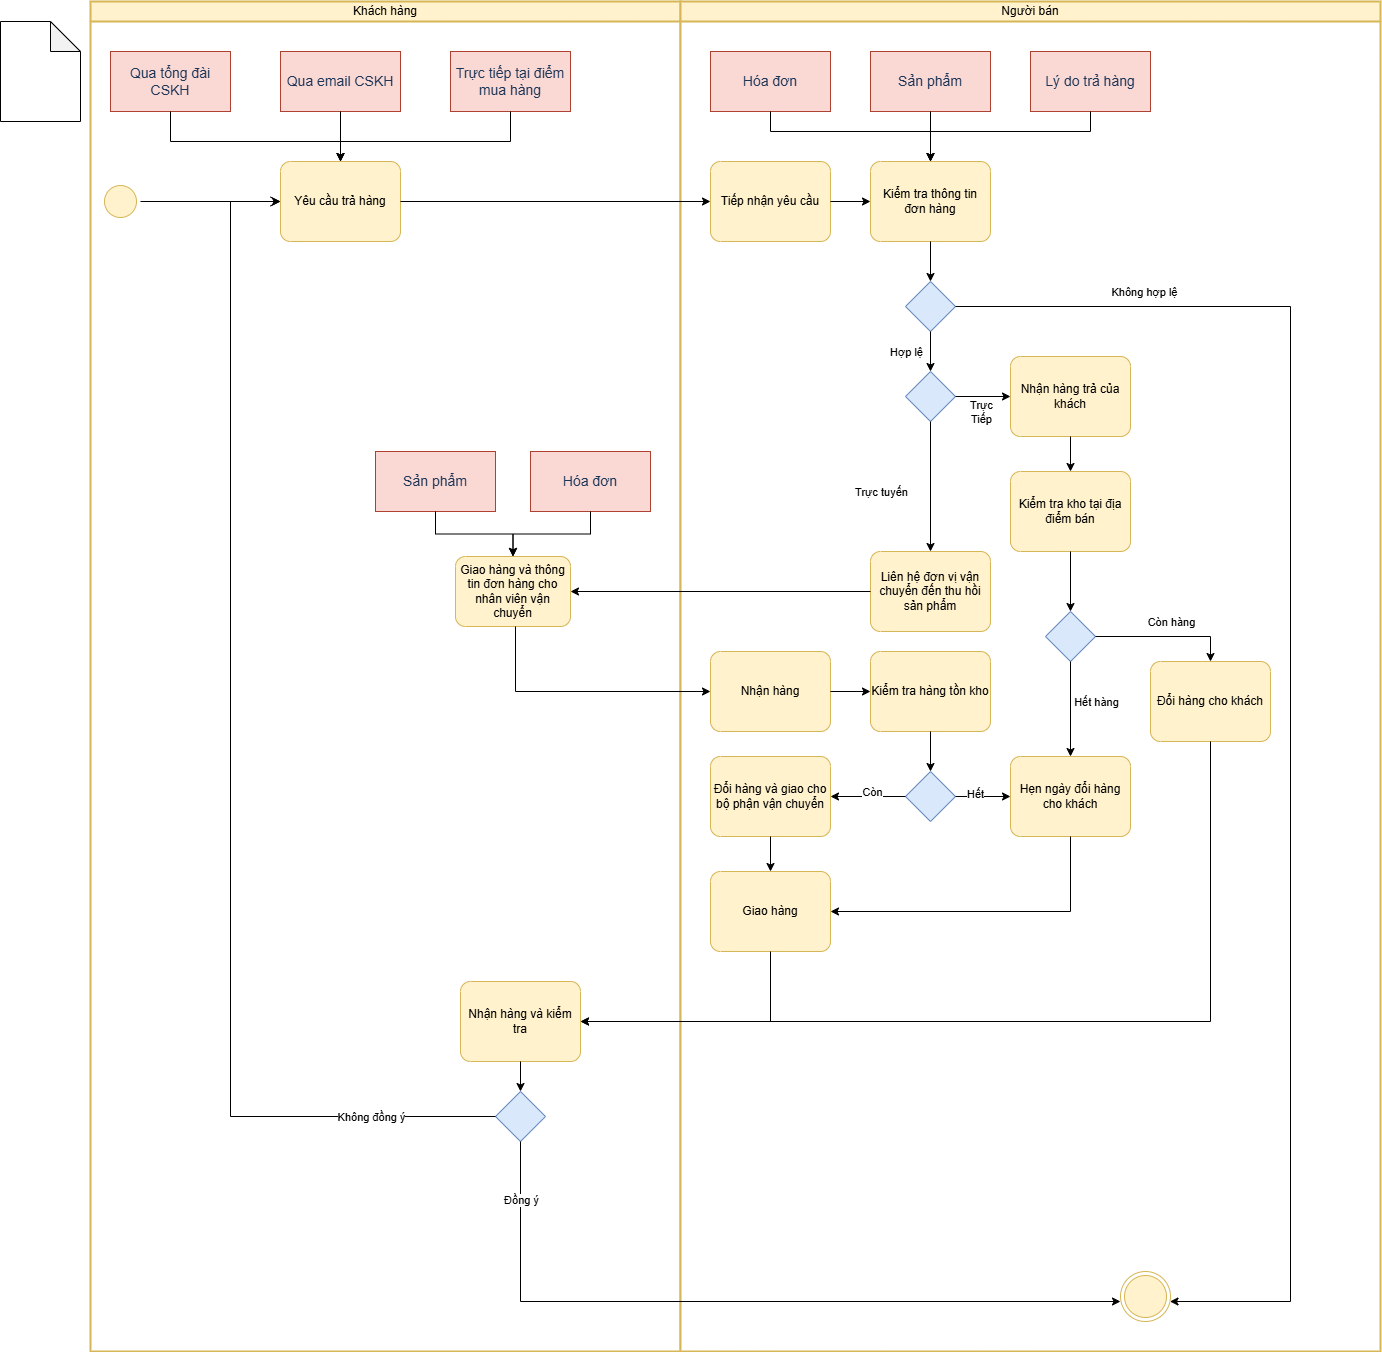 Khách hàng
Người bán
Qua tổng đài
CSKH
Qua email CSKH
Trực tiếp tại điểm
mua hàng
Hóa đơn
Sản phẩm
Lý do trả hàng
Yêu cầu trả hàng
Tiếp nhận yêu cầu
Kiểm tra thông tin
đơn hàng
Không hợp lệ
Hợp lệ
Trực
Tiếp
Nhận hàng trả của
khách
Sản phẩm
Hóa đơn
Trực tuyến
Kiểm tra kho tại địa
điểm bán
Giao hàng và thông
tin đơn hàng cho
nhân viên vận
chuyển
Liên hệ đơn vị vận
chuyển đến thu hồi
sản phẩm
Còn hàng
Nhận hàng
Kiểm tra hàng tồn kho
Hết hàng
Đổi hàng cho khách
Đổi hàng và giao cho
bộ phận vận chuyển
Còn
Hết
Hẹn ngày đổi hàng
cho khách
Giao hàng
Nhận hàng và kiểm
tra
Không đồng ý
Đồng ý